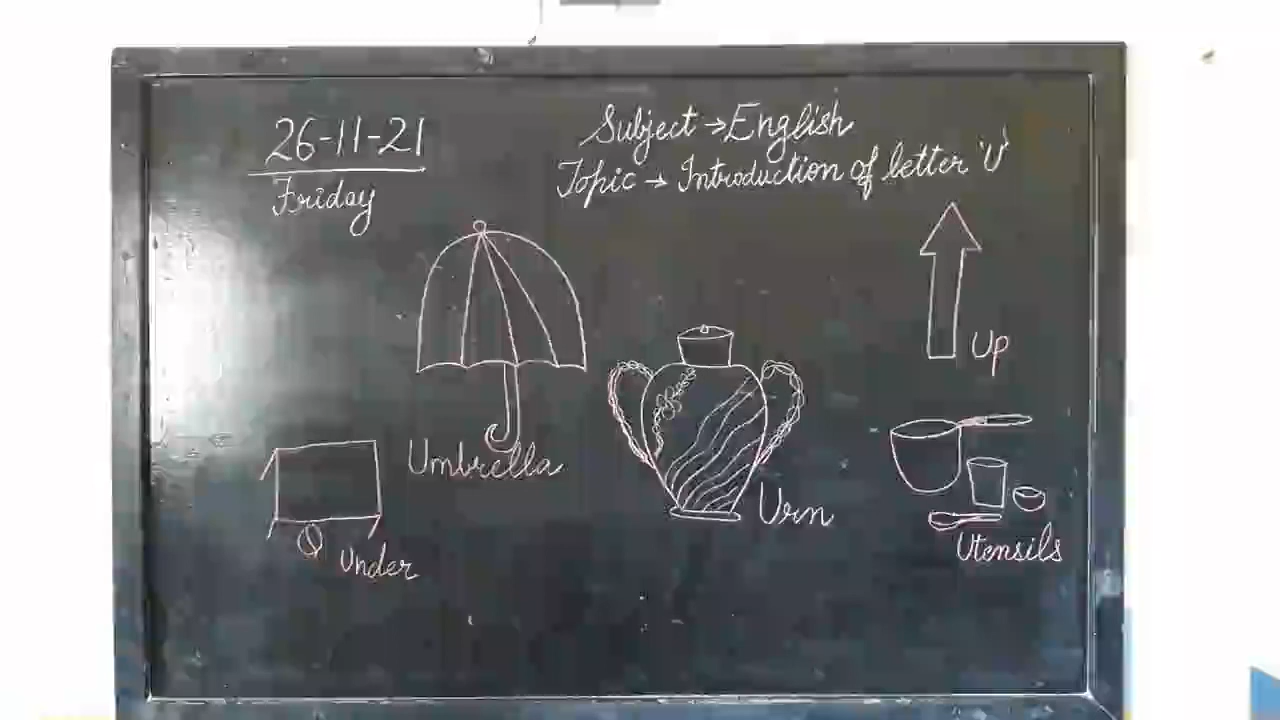 26-11-21
Friday
Subject → English
Topic → Introduction of letter 'U'
Up
Umbrella
Urn
Under
Utensils